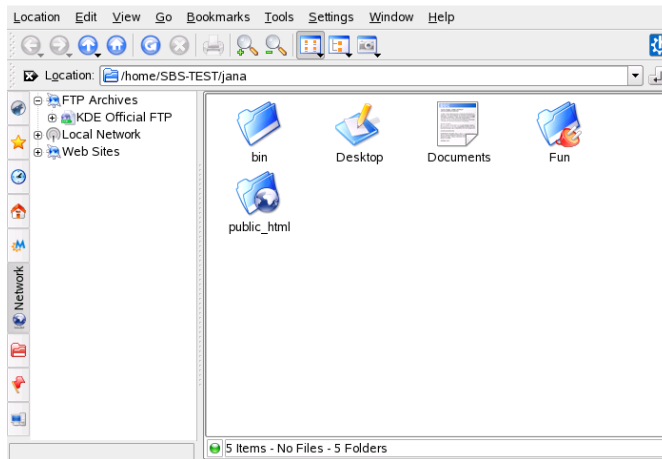 Location Edit View Go Bookmarks Tools Settings Window Help
Location: /home/SBS-TEST/jana
FTP Archives
KDE Official FTP
Local Network
Web Sites
Network
bin Desktop Documents Fun
public_html
5 Items - No Files - 5 Folders